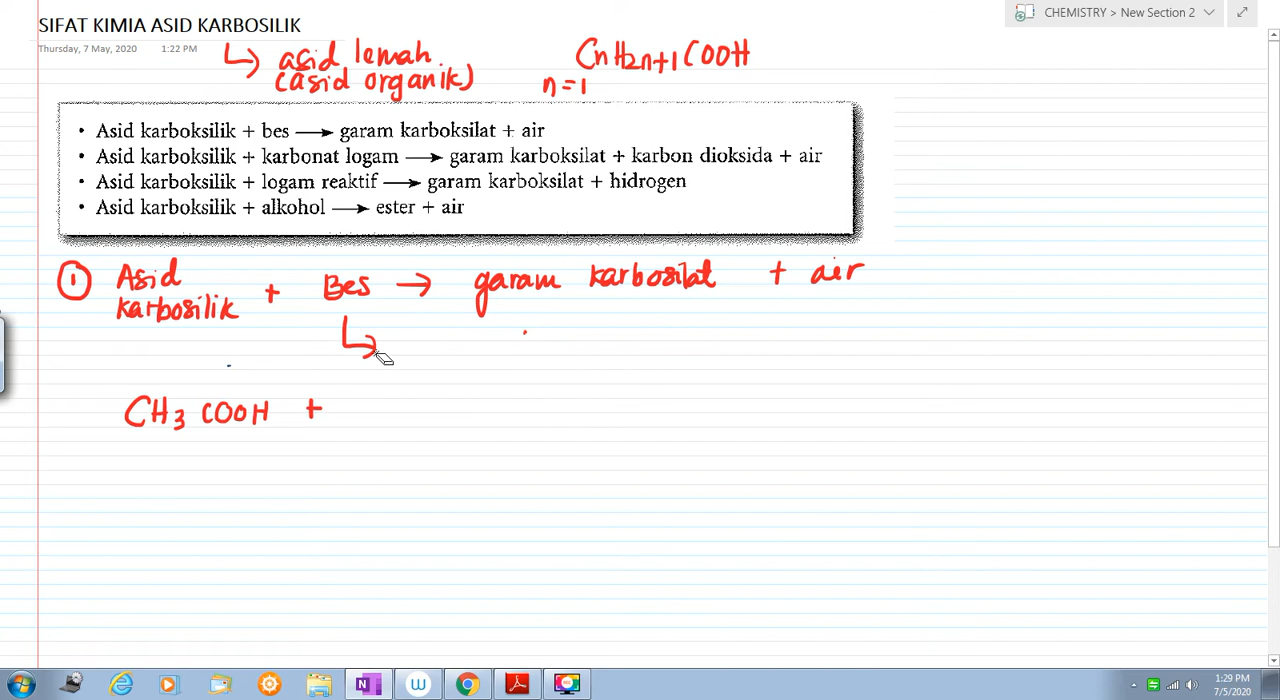 SIFAT KIMIA ASID KARBOSILIK
CHEMISTRY > New Section 2
Thursday, 7 May, 2020 1:22 PM
asid lemah
(asid organik)
CnH2n+1COOH
n=1
• Asid karboksilik + bes → garam karboksilat + air
• Asid karboksilik + karbonat logam → garam karboksilat + karbon dioksida + air
• Asid karboksilik + logam reaktif → garam karboksilat + hidrogen
• Asid karboksilik + alkohol → ester + air
① Asid karbosilik + Bes → garam karbosilat + air
CH3COOH +
1:29 PM
7/5/2020